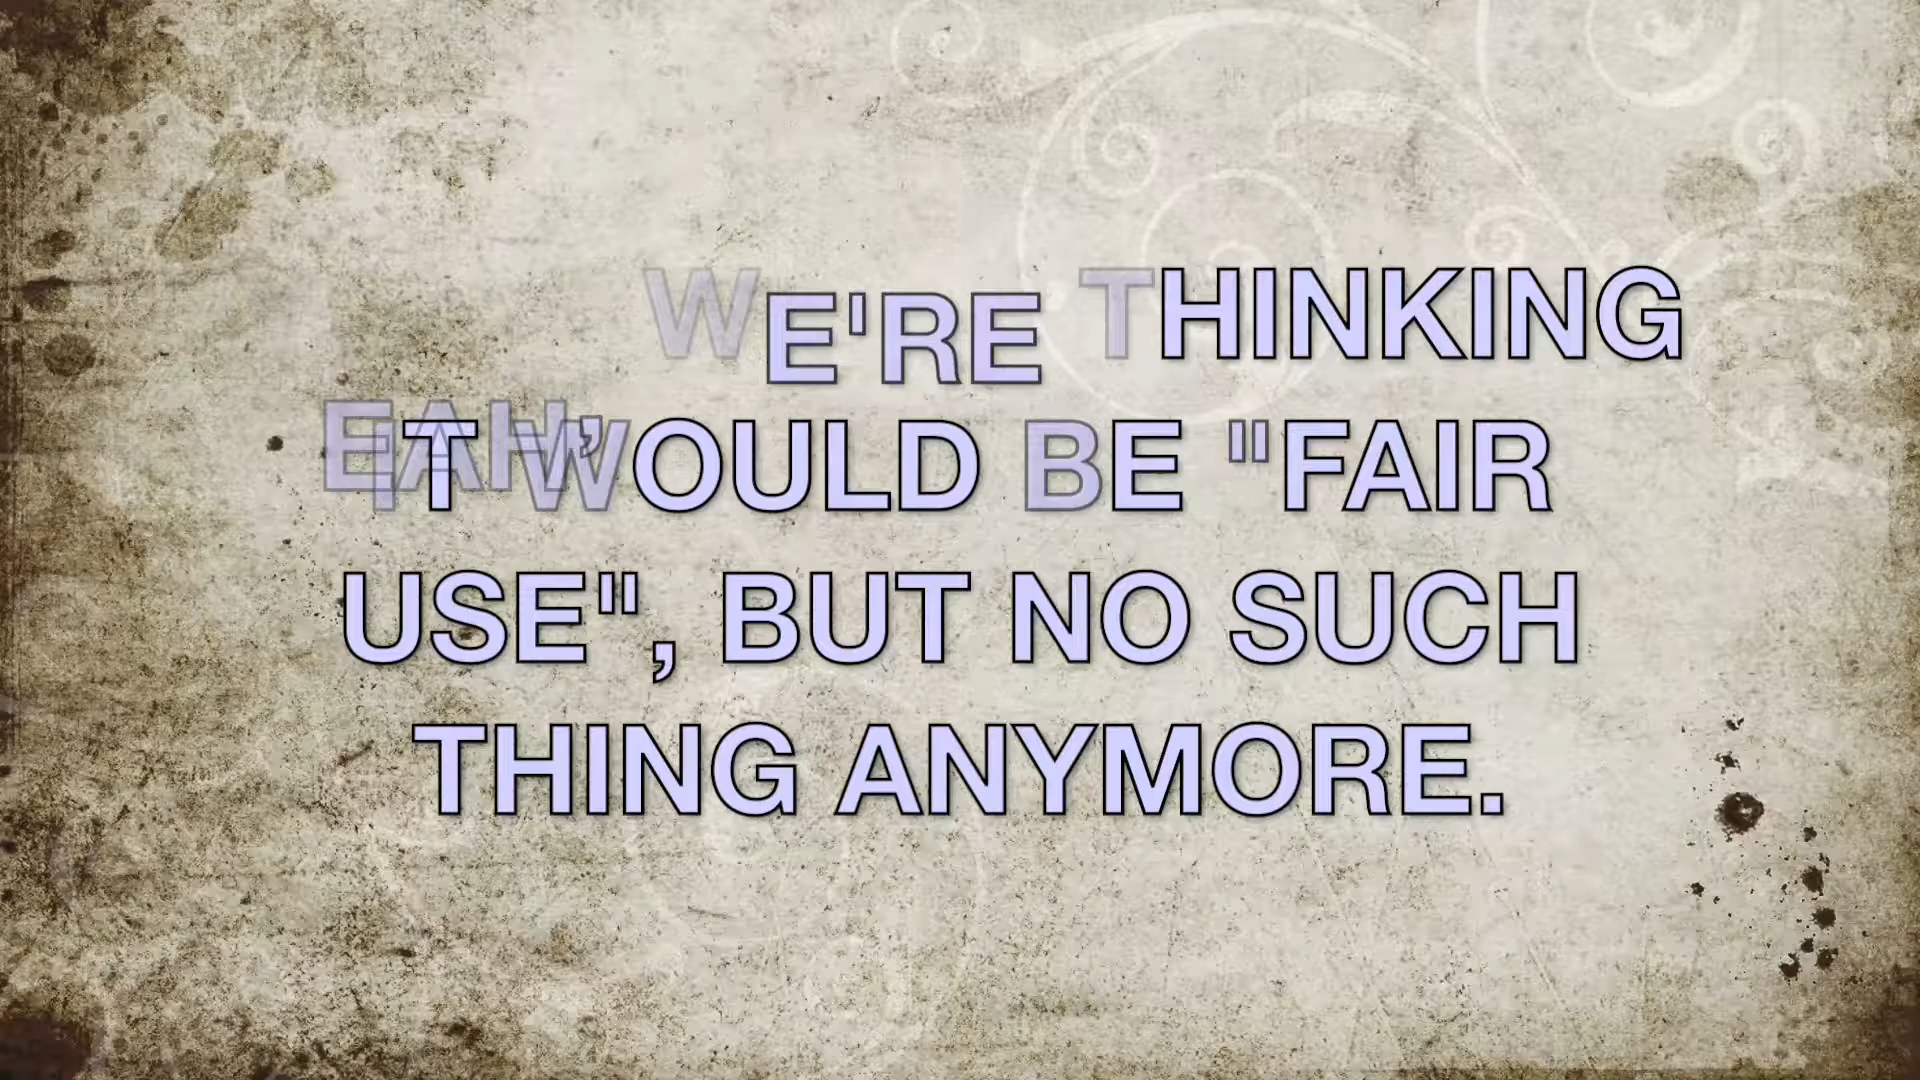 WE'RE THINKING
IT WOULD BE "FAIR
USE", BUT NO SUCH
THING ANYMORE.